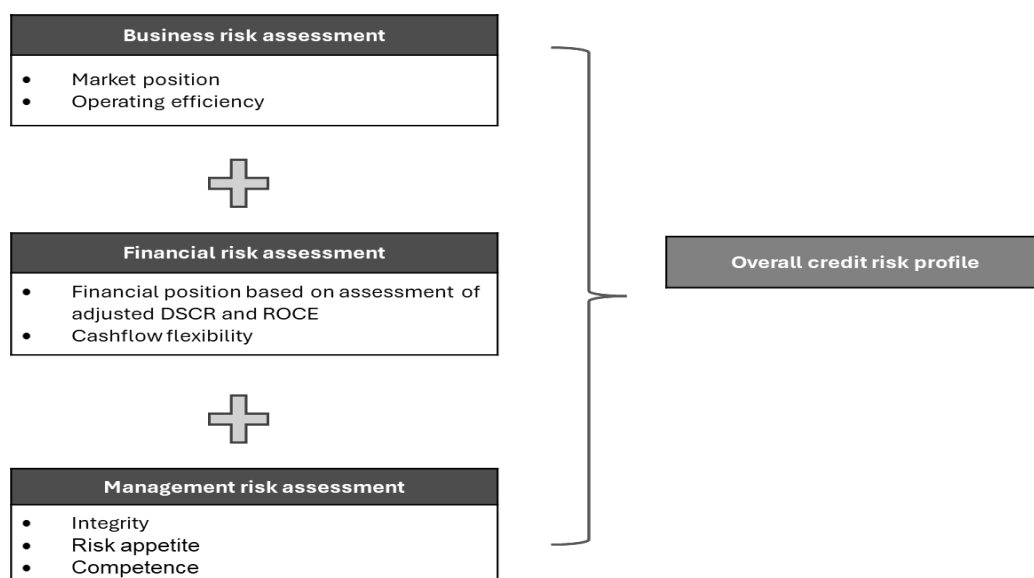 Business risk assessment
• Market position
• Operating efficiency
Financial risk assessment
• Financial position based on assessment of
adjusted DSCR and ROCE
• Cashflow flexibility
Management risk assessment
• Integrity
• Risk appetite
• Competence
Overall credit risk profile